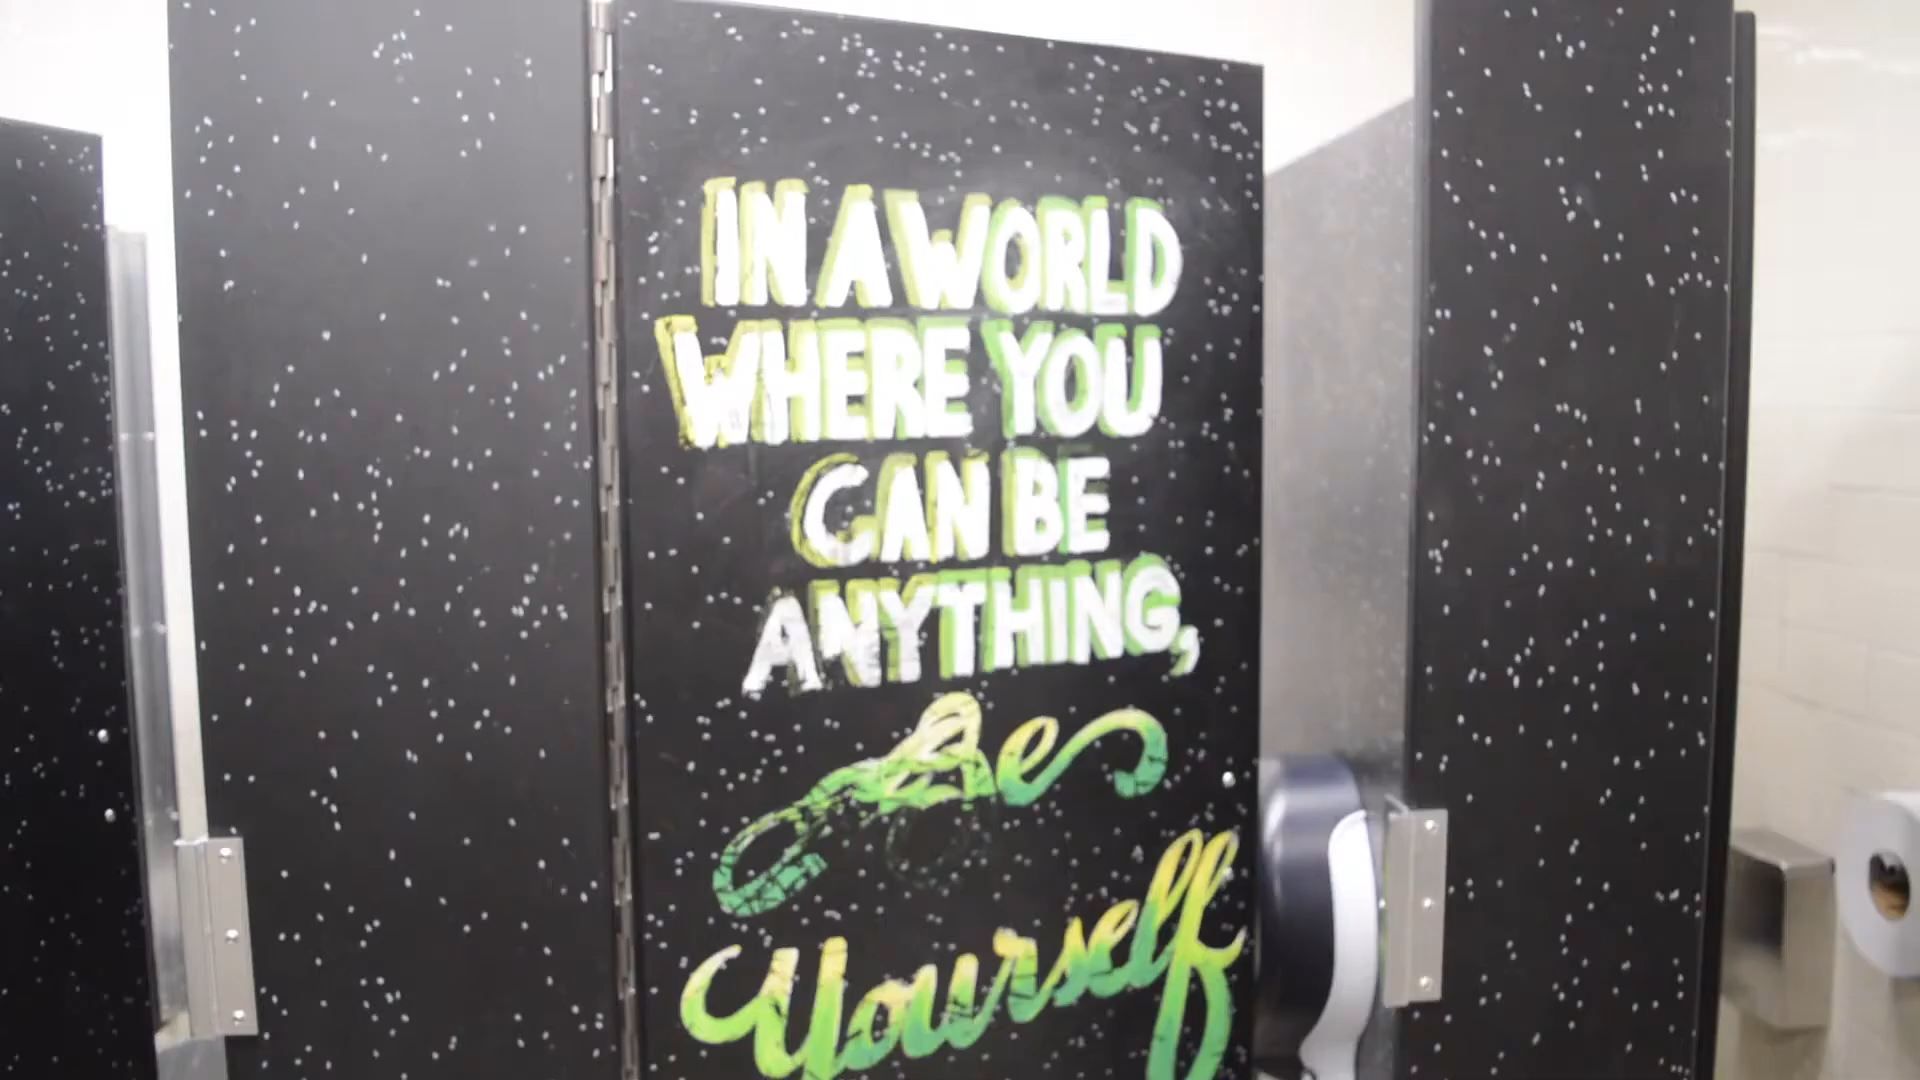 IN A WORLD
WHERE YOU
CAN BE
ANYTHING,
Be
Yourself